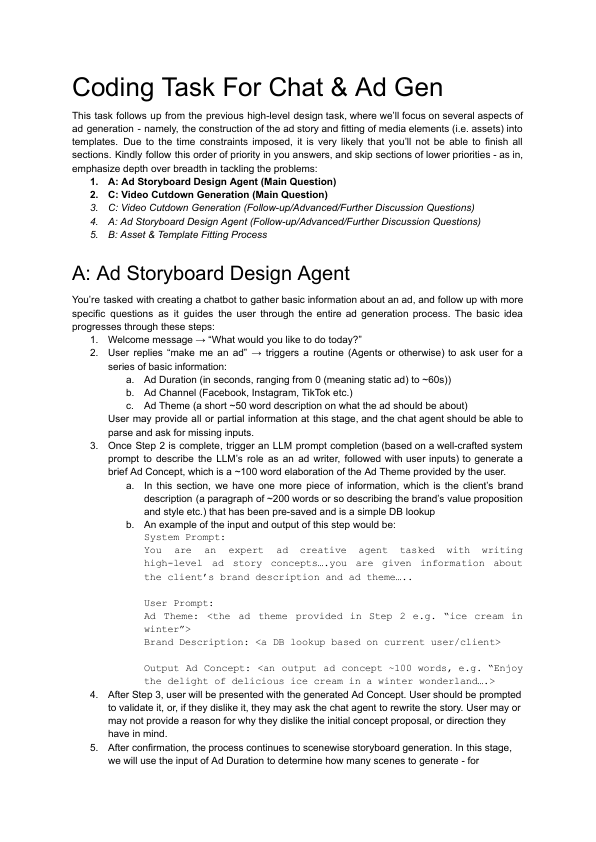 Coding Task For Chat & Ad Gen
This task follows up from the previous high-level design task, where we'll focus on several aspects of
ad generation - namely, the construction of the ad story and fitting of media elements (i.e. assets) into
templates. Due to the time constraints imposed, it is very likely that you'll not be able to finish all
sections. Kindly follow this order of priority in you answers, and skip sections of lower priorities - as in,
emphasize depth over breadth in tackling the problems:
1. A: Ad Storyboard Design Agent (Main Question)
2. C: Video Cutdown Generation (Main Question)
3. C: Video Cutdown Generation (Follow-up/Advanced/Further Discussion Questions)
4. A: Ad Storyboard Design Agent (Follow-up/Advanced/Further Discussion Questions)
5. B: Asset & Template Fitting Process
A: Ad Storyboard Design Agent
You're tasked with creating a chatbot to gather basic information about an ad, and follow up with more
specific questions as it guides the user through the entire ad generation process. The basic idea
progresses through these steps:
1. Welcome message → “What would you like to do today?”
2. User replies “make me an ad” → triggers a routine (Agents or otherwise) to ask user for a
series of basic information:
a. Ad Duration (in seconds, ranging from 0 (meaning static ad) to ~60s))
b. Ad Channel (Facebook, Instagram, TikTok etc.)
c. Ad Theme (a short ~50 word description on what the ad should be about)
User may provide all or partial information at this stage, and the chat agent should be able to
parse and ask for missing inputs.
3. Once Step 2 is complete, trigger an LLM prompt completion (based on a well-crafted system
prompt to describe the LLM's role as an ad writer, followed with user inputs) to generate a
brief Ad Concept, which is a ~100 word elaboration of the Ad Theme provided by the user.
a. In this section, we have one more piece of information, which is the client's brand
description (a paragraph of ~200 words or so describing the brand's value proposition
and style etc.) that has been pre-saved and is a simple DB lookup
b. An example of the input and output of this step would be:
System Prompt:
You are an expert ad creative agent tasked with writing
high-level ad story concepts….you are given information about
the client's brand description and ad theme…..
User Prompt:
Ad Theme: <the ad theme provided in Step 2 e.g. “ice cream in
winter”>
Brand Description: <a DB lookup based on current user/client>
Output Ad Concept: <an output ad concept ~100 words, e.g. “Enjoy
the delight of delicious ice cream in a winter wonderland….>
4. After Step 3, user will be presented with the generated Ad Concept. User should be prompted
to validate it, or, if they dislike it, they may ask the chat agent to rewrite the story. User may or
may not provide a reason for why they dislike the initial concept proposal, or direction they
have in mind.
5. After confirmation, the process continues to scenewise storyboard generation. In this stage,
we will use the input of Ad Duration to determine how many scenes to generate - for